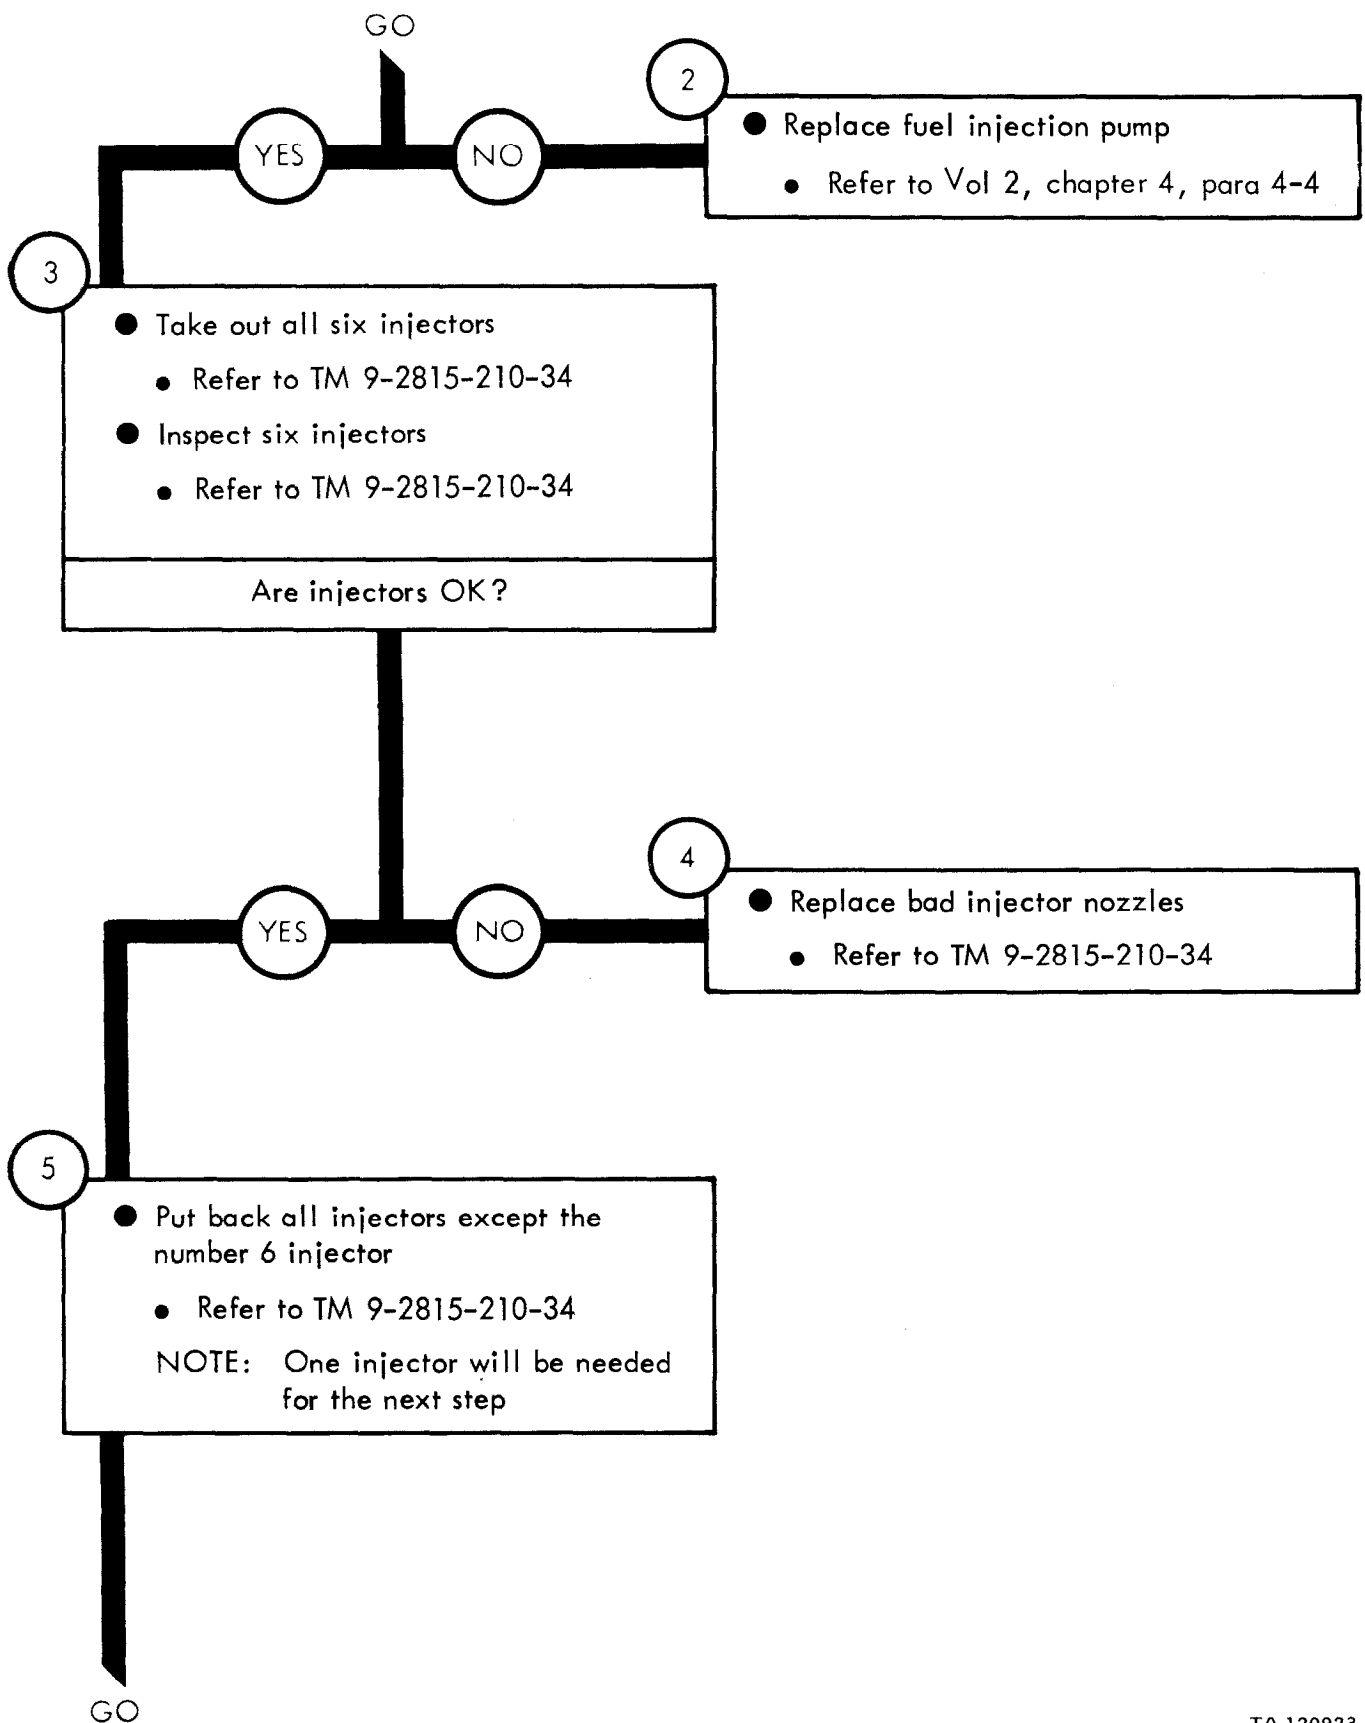 GO
YES
NO
2
● Replace fuel injection pump
● Refer to Vol 2, chapter 4, para 4-4
3
● Take out all six injectors
● Refer to TM 9-2815-210-34
● Inspect six injectors
● Refer to TM 9-2815-210-34
Are injectors OK?
YES
NO
4
● Replace bad injector nozzles
● Refer to TM 9-2815-210-34
5
● Put back all injectors except the
number 6 injector
● Refer to TM 9-2815-210-34
NOTE: One injector will be needed
for the next step
GO
TA 120923